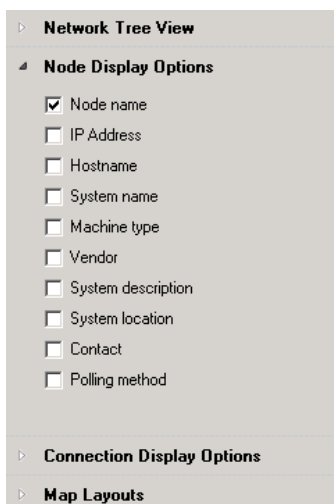 Network Tree View
Node Display Options
Node name
IP Address
Hostname
System name
Machine type
Vendor
System description
System location
Contact
Polling method
Connection Display Options
Map Layouts